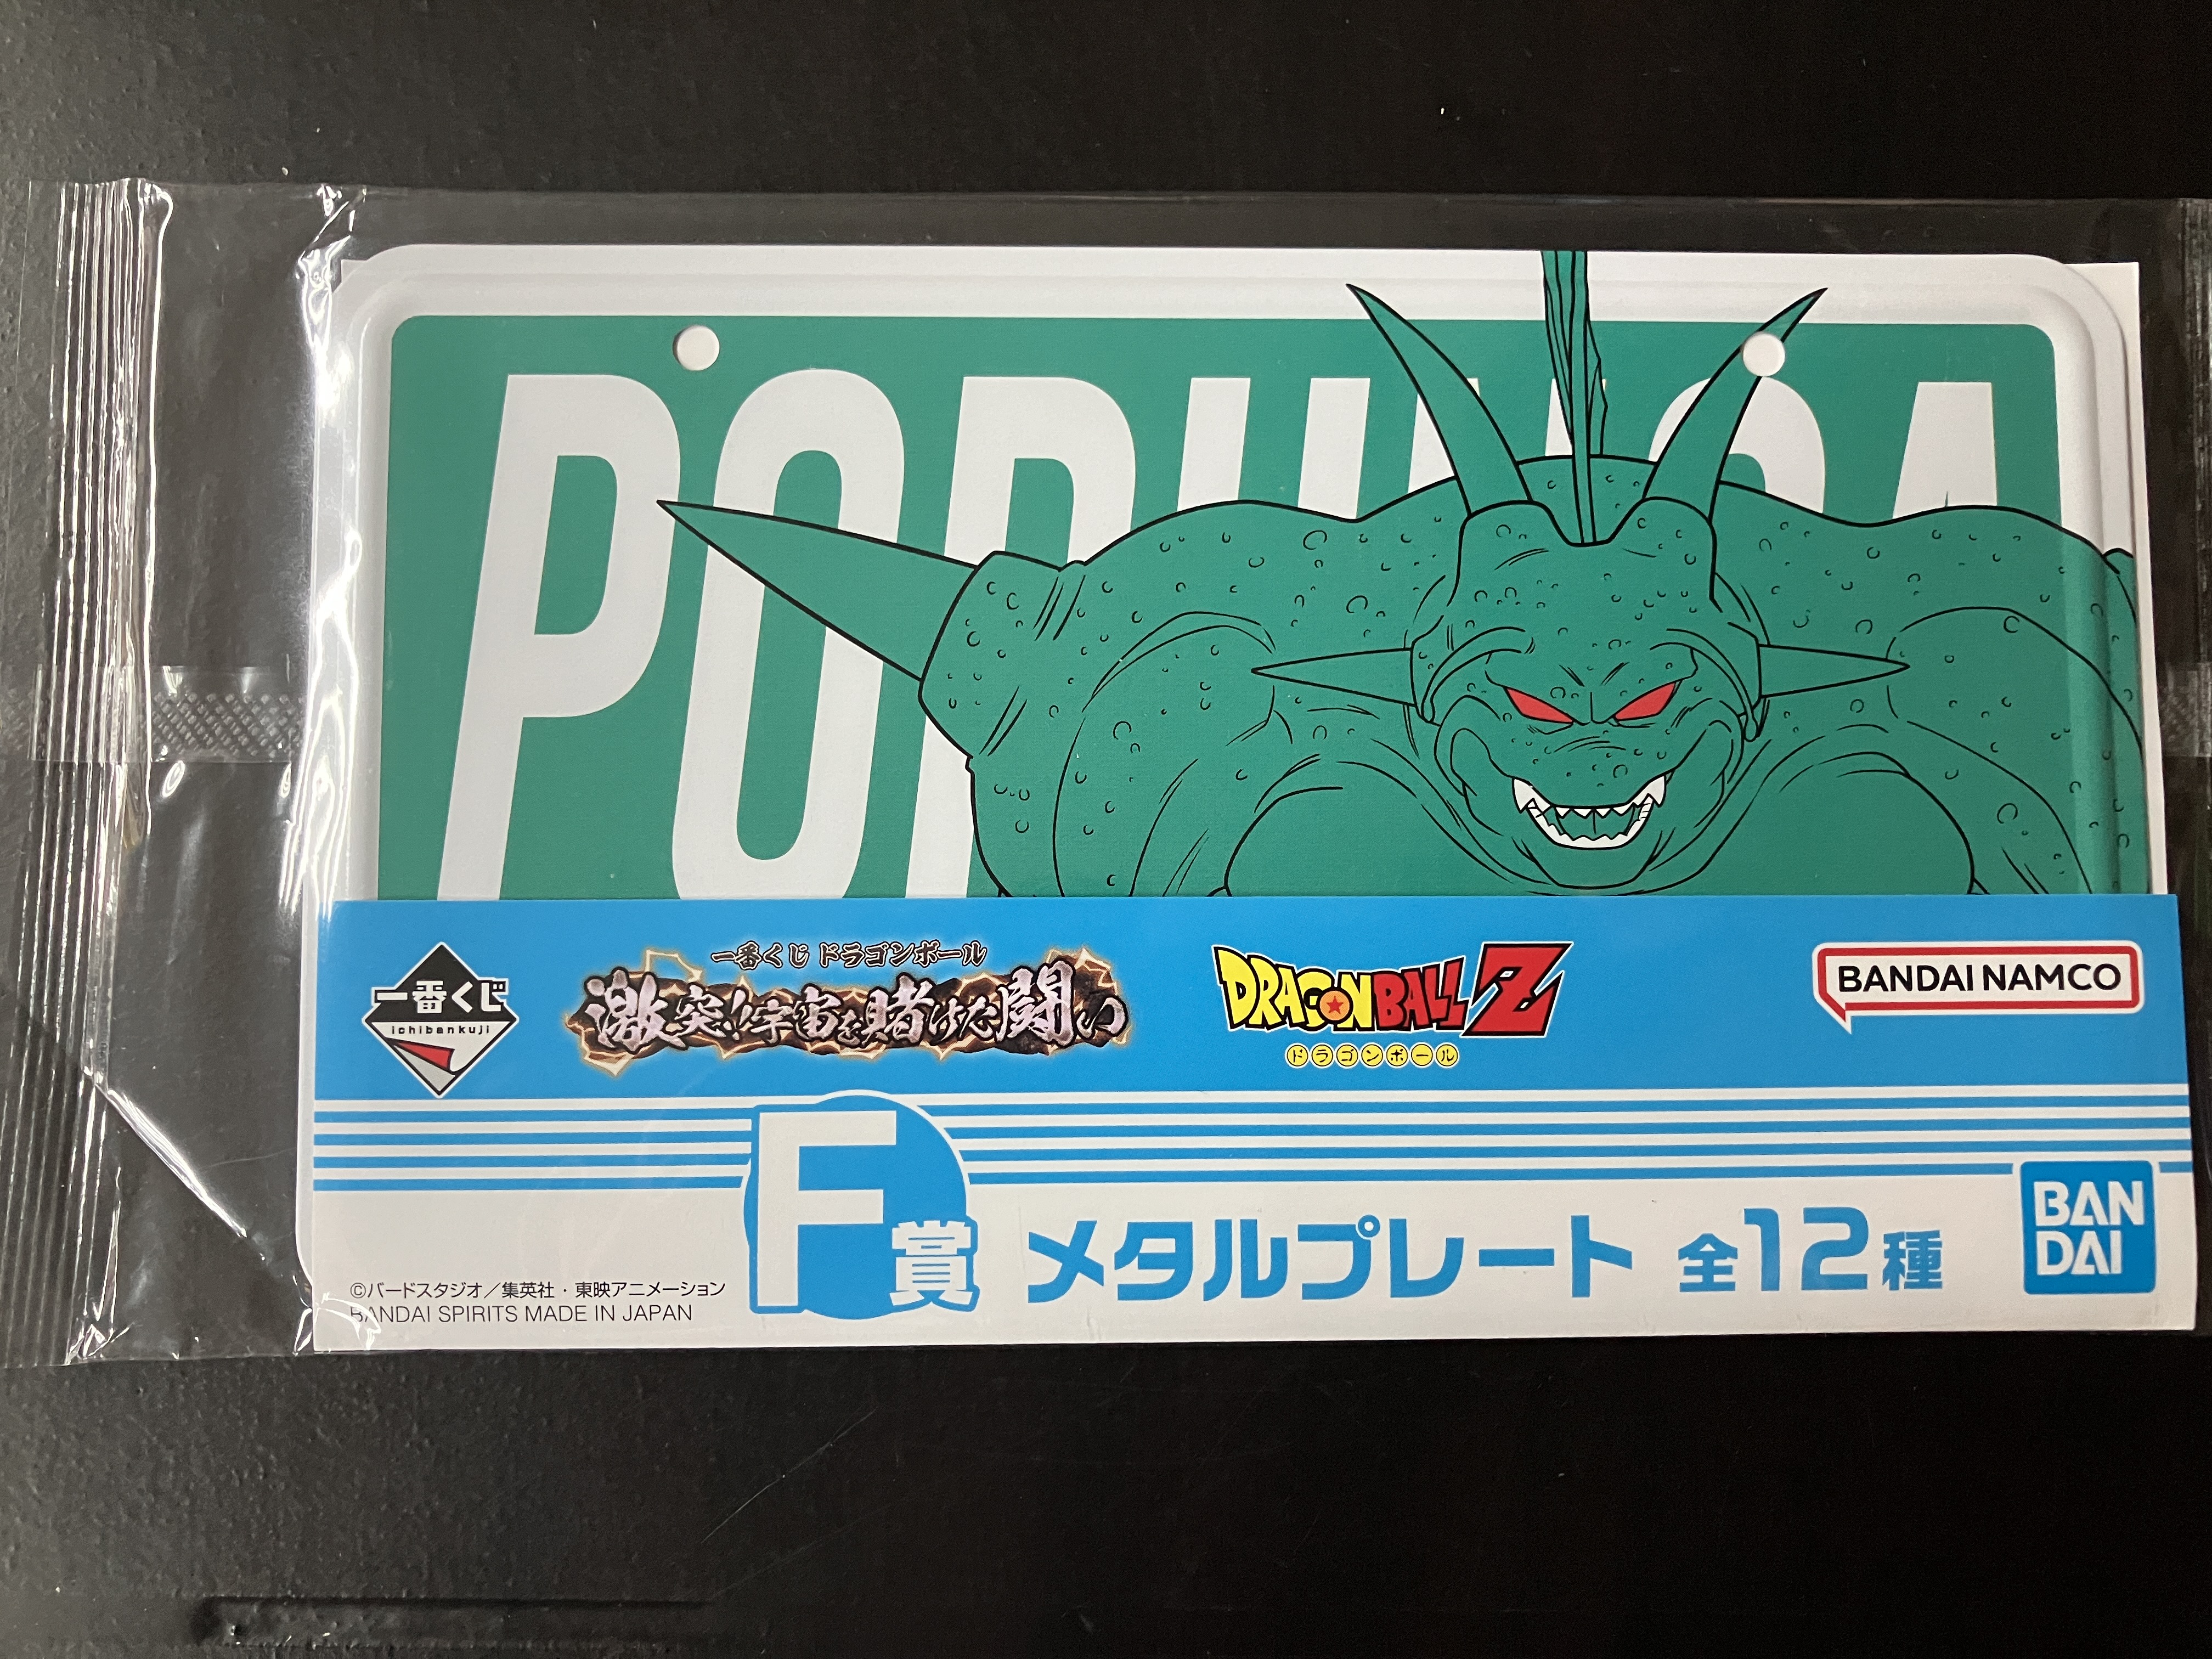 PORUNGA
一番くじ
ichibankuji
一番くじ ドラゴンボール
激突!宇宙を賭けた闘い
DRAGONBALL Z
ドラゴンボール
BANDAI NAMCO
F賞 メタルプレート 全12種
BAN
DAI
©バードスタジオ/集英社・東映アニメーション
BANDAI SPIRITS MADE IN JAPAN